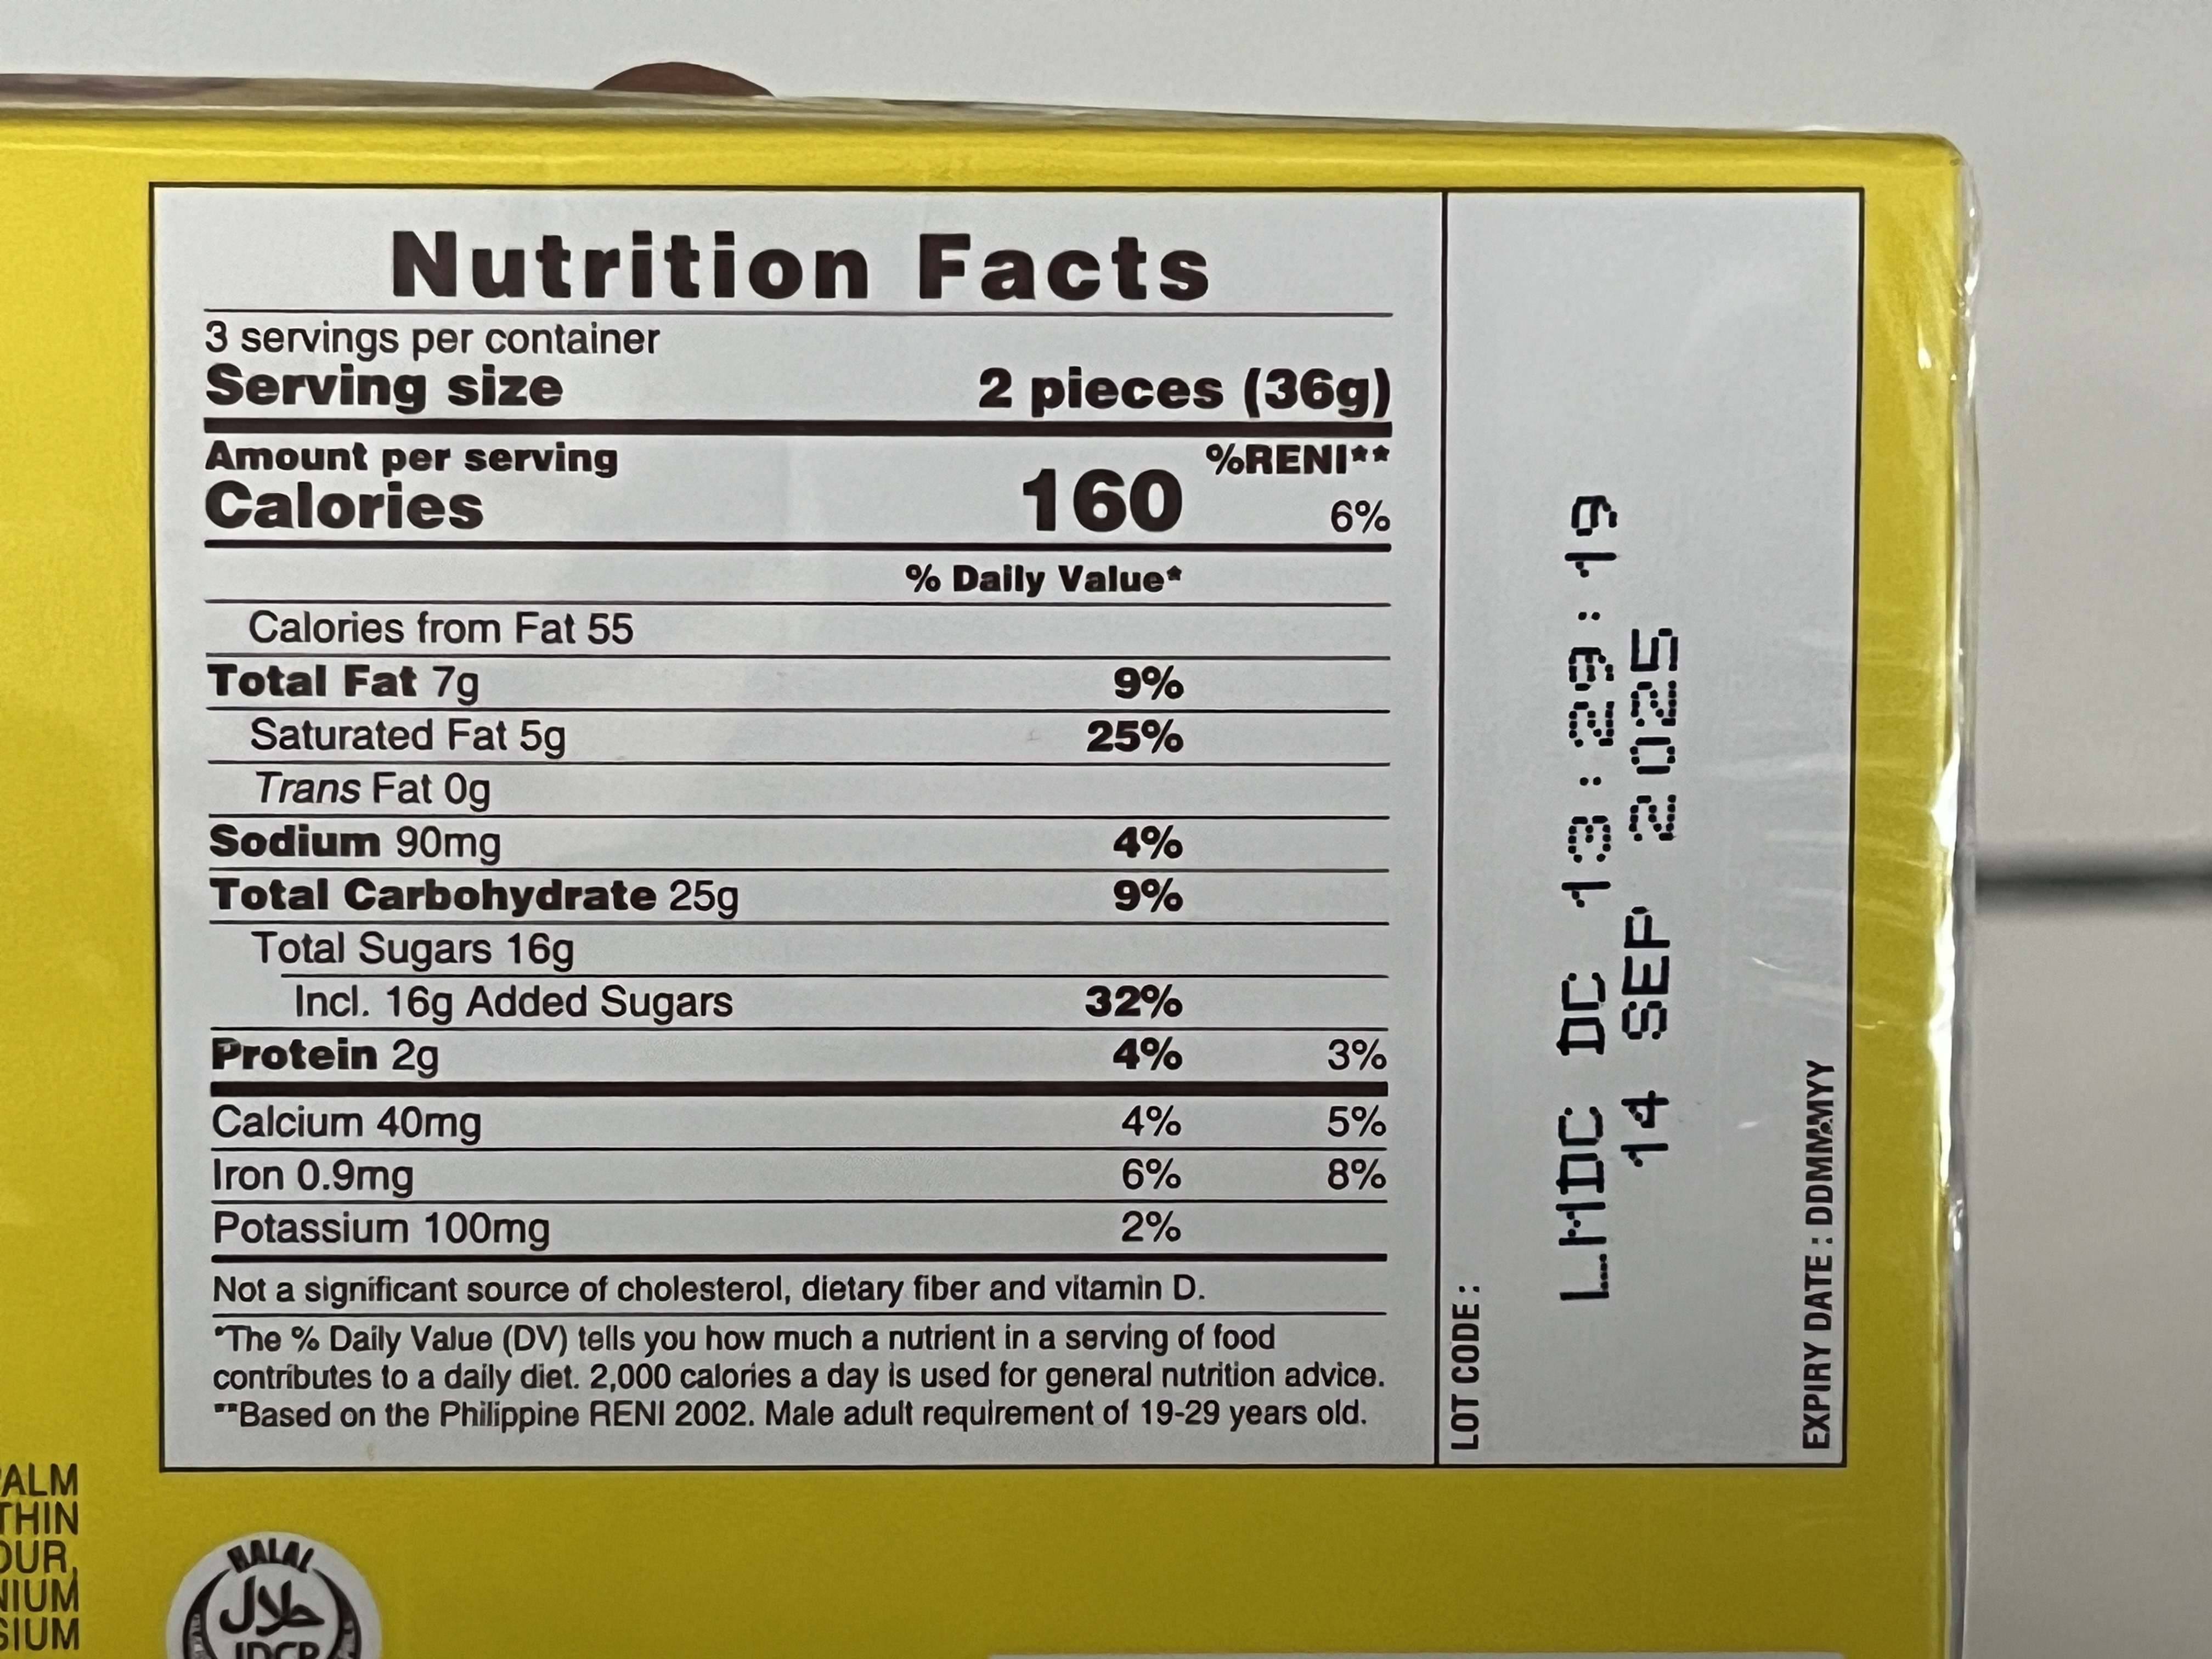 Nutrition Facts
3 servings per container
Serving size 2 pieces (36g)
Amount per serving %RENI**
Calories 160 6%
% Daily Value*
Calories from Fat 55
Total Fat 7g 9%
Saturated Fat 5g 25%
Trans Fat 0g
Sodium 90mg 4%
Total Carbohydrate 25g 9%
Total Sugars 16g
Incl. 16g Added Sugars 32%
Protein 2g 4% 3%
Calcium 40mg 4% 5%
Iron 0.9mg 6% 8%
Potassium 100mg 2%
Not a significant source of cholesterol, dietary fiber and vitamin D.
*The % Daily Value (DV) tells you how much a nutrient in a serving of food
contributes to a daily diet. 2,000 calories a day is used for general nutrition advice.
**Based on the Philippine RENI 2002. Male adult requirement of 19-29 years old.
LOT CODE :
LMDC DC 13:29:19
14 SEP 2025
EXPIRY DATE : DDMMMYY
HALAL
حلال
IDCP